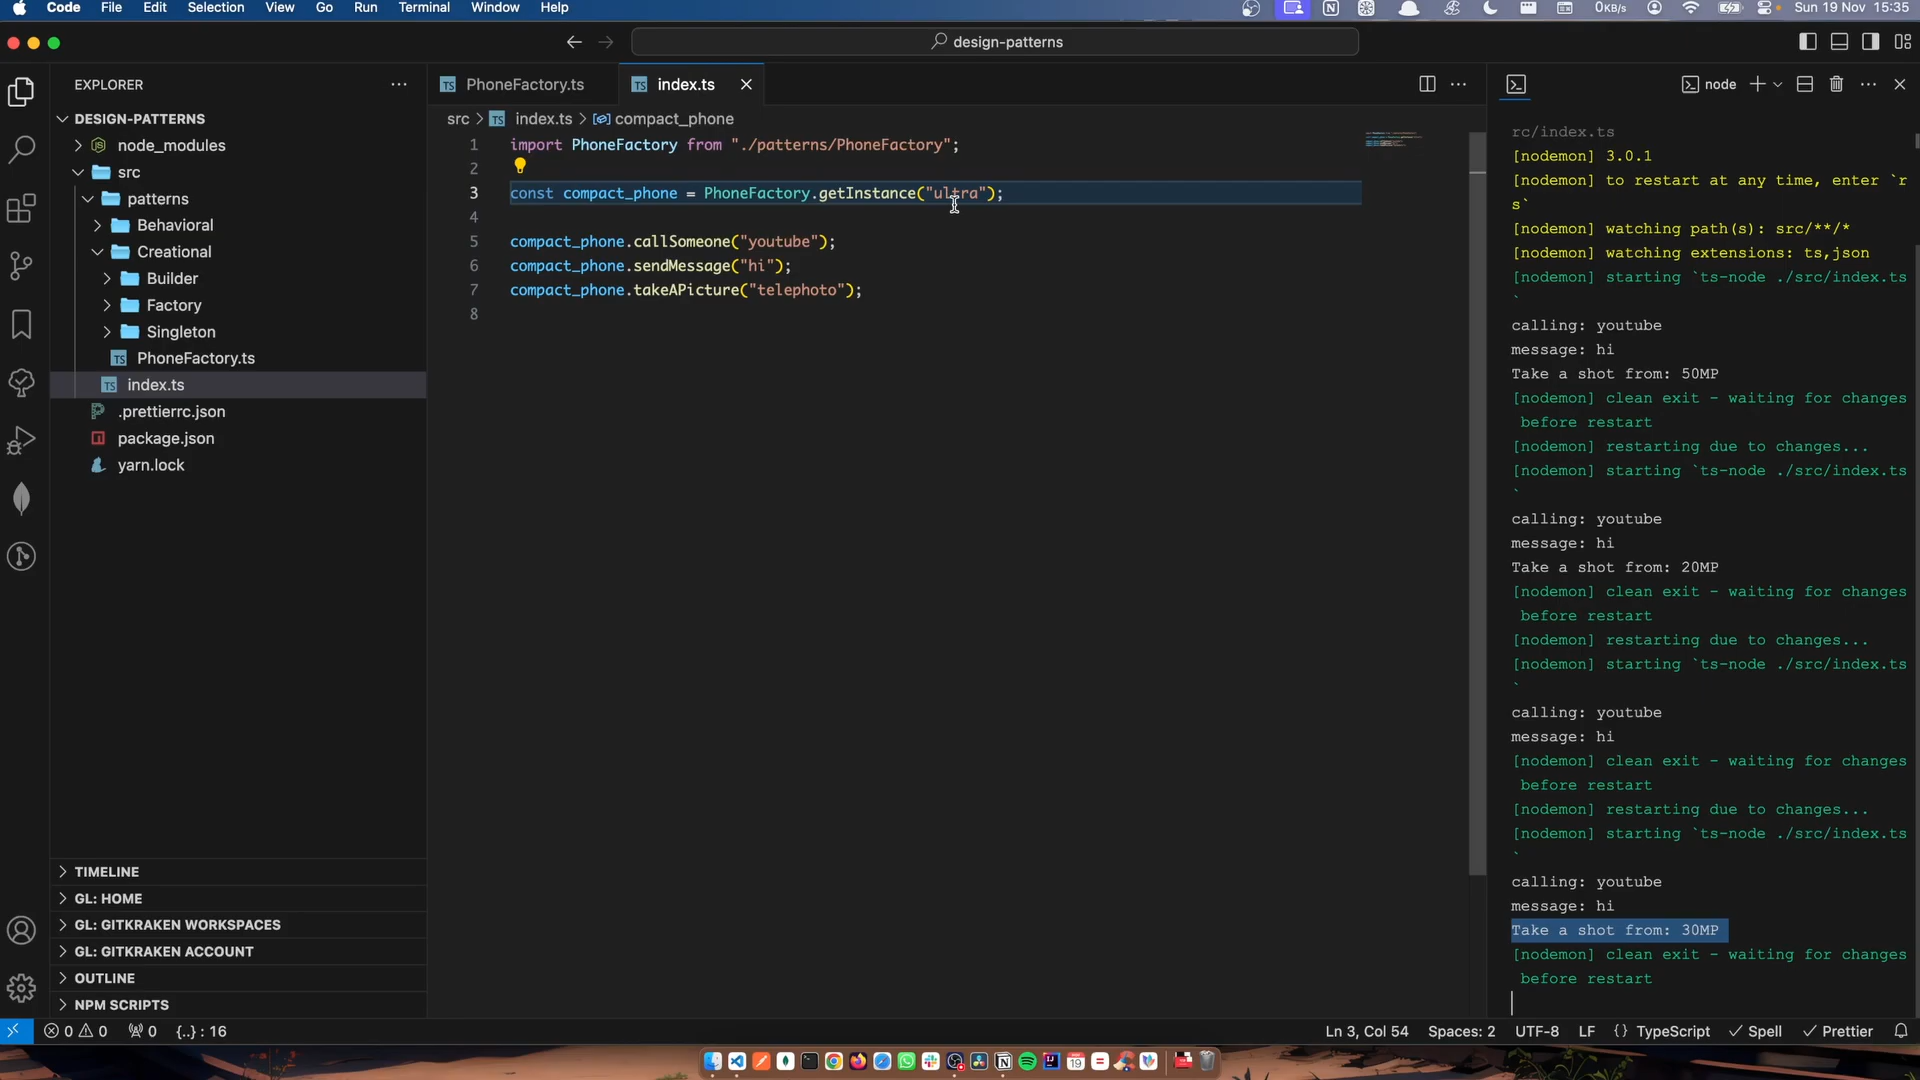 Code File Edit Selection View Go Run Terminal Window Help 0KB/s Sun 19 Nov 15:35
design-patterns
EXPLORER
DESIGN-PATTERNS
node_modules
src
patterns
Behavioral
Creational
Builder
Factory
Singleton
PhoneFactory.ts
index.ts
.prettierrc.json
package.json
yarn.lock
TIMELINE
GL: HOME
GL: GITKRAKEN WORKSPACES
GL: GITKRAKEN ACCOUNT
OUTLINE
NPM SCRIPTS
TS PhoneFactory.ts TS index.ts
src > TS index.ts > compact_phone
1 import PhoneFactory from "./patterns/PhoneFactory";
2
3 const compact_phone = PhoneFactory.getInstance("ultra");
4
5 compact_phone.callSomeone("youtube");
6 compact_phone.sendMessage("hi");
7 compact_phone.takeAPicture("telephoto");
8
node
rc/index.ts
[nodemon] 3.0.1
[nodemon] to restart at any time, enter `r
s`
[nodemon] watching path(s): src/**/*
[nodemon] watching extensions: ts,json
[nodemon] starting `ts-node ./src/index.ts
`
calling: youtube
message: hi
Take a shot from: 50MP
[nodemon] clean exit - waiting for changes
before restart
[nodemon] restarting due to changes...
[nodemon] starting `ts-node ./src/index.ts
`
calling: youtube
message: hi
Take a shot from: 20MP
[nodemon] clean exit - waiting for changes
before restart
[nodemon] restarting due to changes...
[nodemon] starting `ts-node ./src/index.ts
`
calling: youtube
message: hi
[nodemon] clean exit - waiting for changes
before restart
[nodemon] restarting due to changes...
[nodemon] starting `ts-node ./src/index.ts
`
calling: youtube
message: hi
Take a shot from: 30MP
[nodemon] clean exit - waiting for changes
before restart
0 0 0 {..} : 16 Ln 3, Col 54 Spaces: 2 UTF-8 LF {} TypeScript Spell Prettier